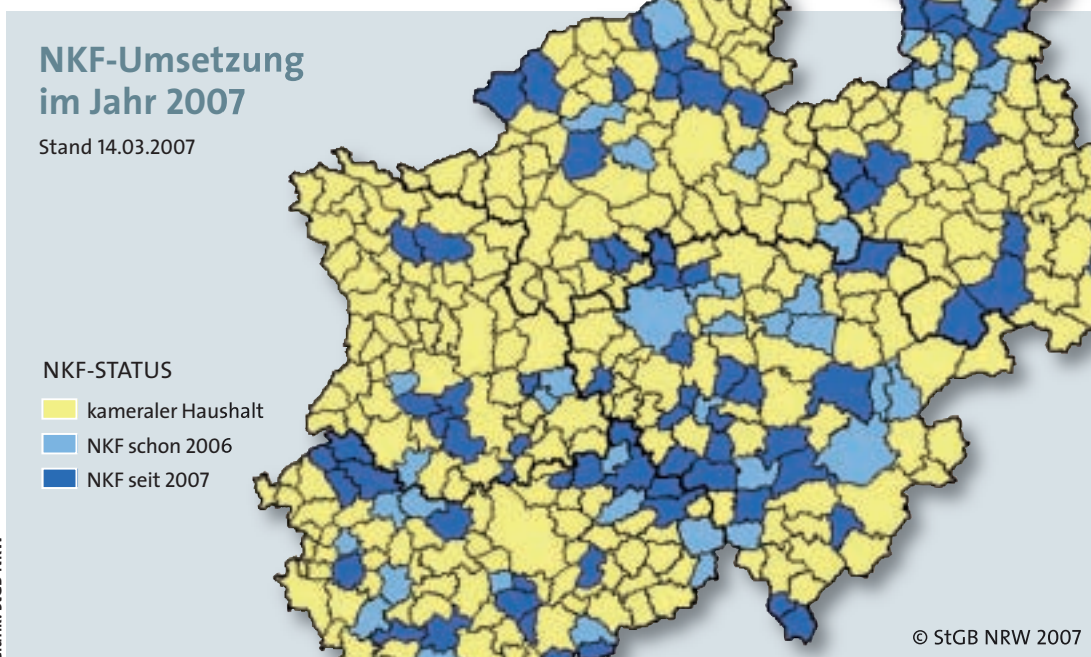 NKF-Umsetzung
im Jahr 2007
Stand 14.03.2007
NKF-STATUS
kameraler Haushalt
NKF schon 2006
NKF seit 2007
© StGB NRW 2007